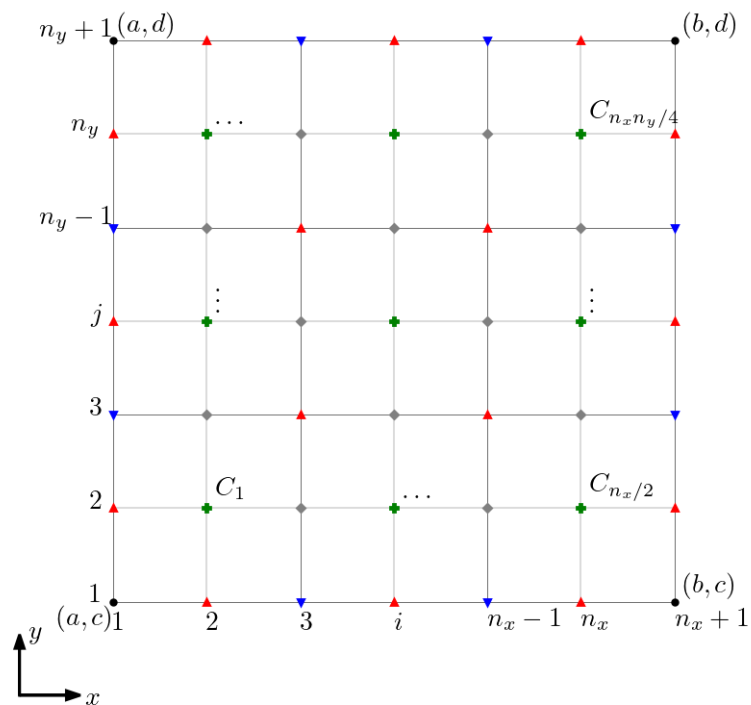 n_y + 1 (a, d) (b, d)
n_y ... C_{n_x n_y/4}
n_y − 1
j ⋮ ⋮
3
2 C_1 ... C_{n_x/2}
1 (b, c)
(a, c) 1 2 3 i n_x − 1 n_x n_x + 1
y
x